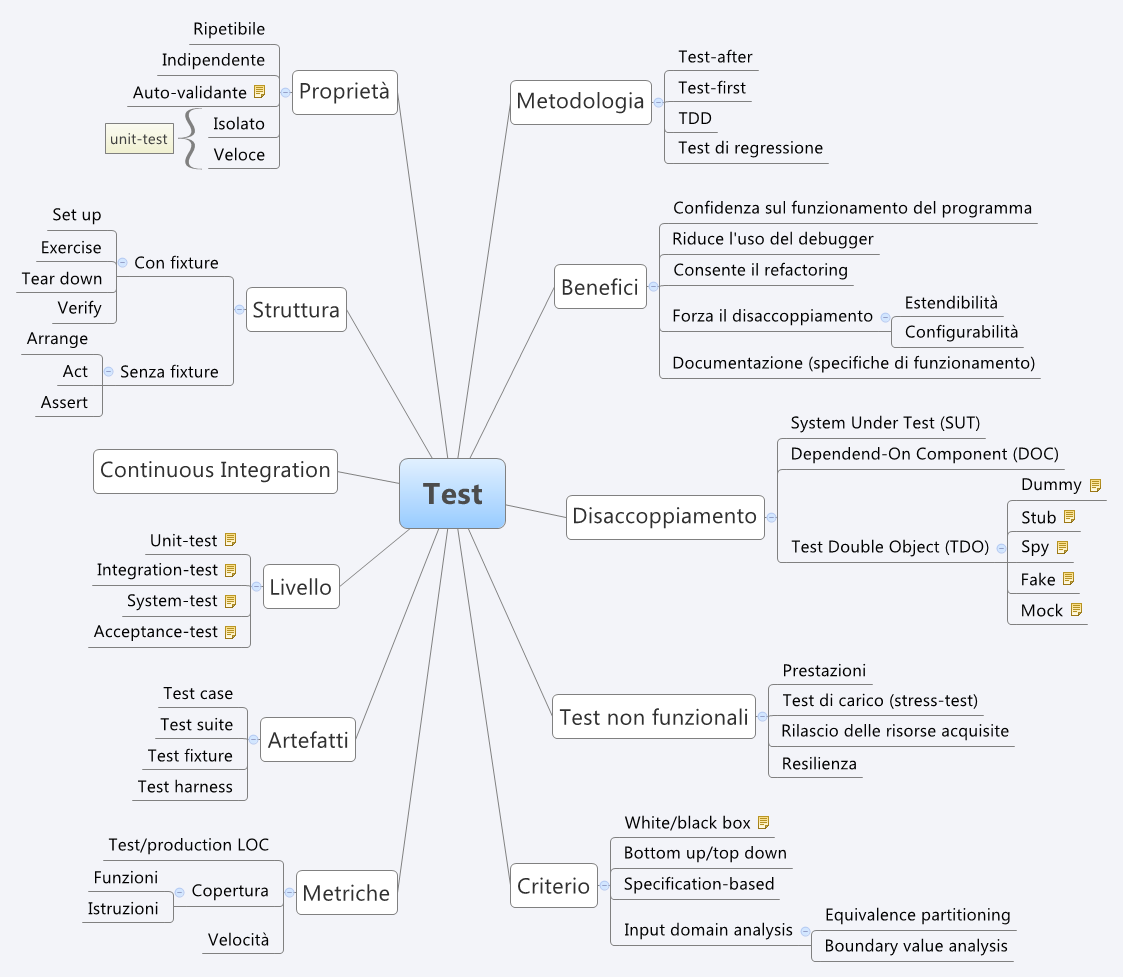 Test
Metodologia
Test-after
Test-first
TDD
Test di regressione
Benefici
Confidenza sul funzionamento del programma
Riduce l'uso del debugger
Consente il refactoring
Forza il disaccoppiamento
Estendibilità
Configurabilità
Documentazione (specifiche di funzionamento)
Disaccoppiamento
System Under Test (SUT)
Dependend-On Component (DOC)
Test Double Object (TDO)
Dummy
Stub
Spy
Fake
Mock
Test non funzionali
Prestazioni
Test di carico (stress-test)
Rilascio delle risorse acquisite
Resilienza
Criterio
White/black box
Bottom up/top down
Specification-based
Input domain analysis
Equivalence partitioning
Boundary value analysis
Proprietà
Ripetibile
Indipendente
Auto-validante
Isolato
Veloce
unit-test
Struttura
Con fixture
Set up
Exercise
Tear down
Verify
Senza fixture
Arrange
Act
Assert
Continuous Integration
Livello
Unit-test
Integration-test
System-test
Acceptance-test
Artefatti
Test case
Test suite
Test fixture
Test harness
Metriche
Test/production LOC
Copertura
Funzioni
Istruzioni
Velocità